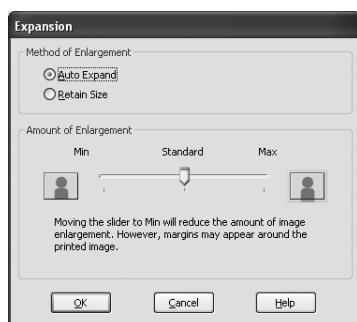 Expansion
Method of Enlargement
Auto Expand
Retain Size
Amount of Enlargement
Min Standard Max
Moving the slider to Min will reduce the amount of image
enlargement. However, margins may appear around the
printed image.
OK Cancel Help